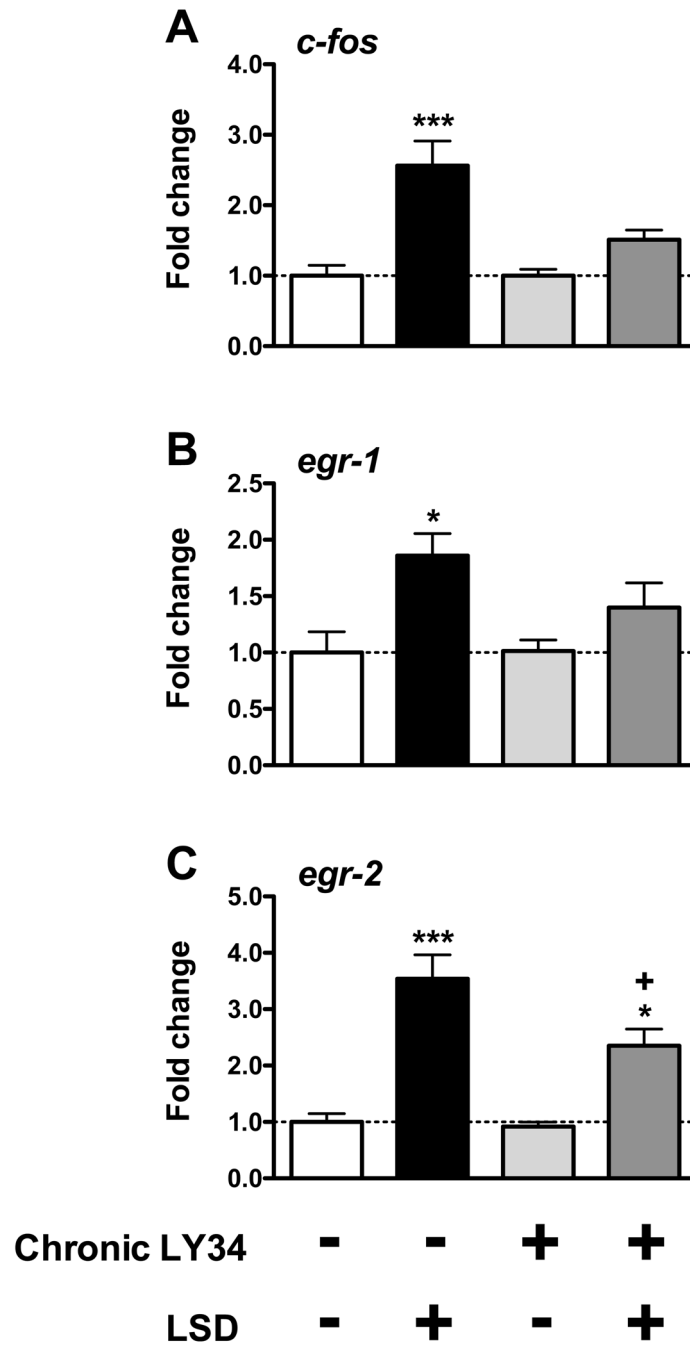 A
c-fos
4.0
3.0
2.0
1.0
0.0
Fold change
***
B
egr-1
2.5
2.0
1.5
1.0
0.5
0.0
Fold change
*
C
egr-2
5.0
4.0
3.0
2.0
1.0
0.0
Fold change
***
+
*
Chronic LY34 - - + +
LSD - + - +